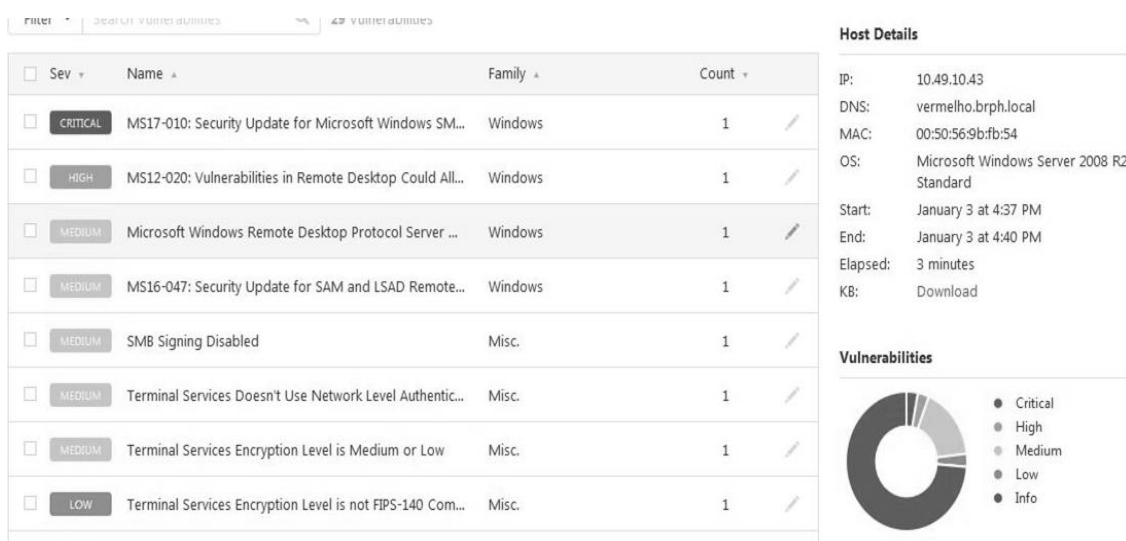 Filter Search Vulnerabilities 29 Vulnerabilities
Sev Name Family Count
CRITICAL MS17-010: Security Update for Microsoft Windows SM... Windows 1
HIGH MS12-020: Vulnerabilities in Remote Desktop Could All... Windows 1
MEDIUM Microsoft Windows Remote Desktop Protocol Server ... Windows 1
MEDIUM MS16-047: Security Update for SAM and LSAD Remote... Windows 1
MEDIUM SMB Signing Disabled Misc. 1
MEDIUM Terminal Services Doesn't Use Network Level Authentic... Misc. 1
MEDIUM Terminal Services Encryption Level is Medium or Low Misc. 1
LOW Terminal Services Encryption Level is not FIPS-140 Com... Misc. 1
Host Details
IP: 10.49.10.43
DNS: vermelho.brph.local
MAC: 00:50:56:9b:fb:54
OS: Microsoft Windows Server 2008 R2
Standard
Start: January 3 at 4:37 PM
End: January 3 at 4:40 PM
Elapsed: 3 minutes
KB: Download
Vulnerabilities
Critical
High
Medium
Low
Info